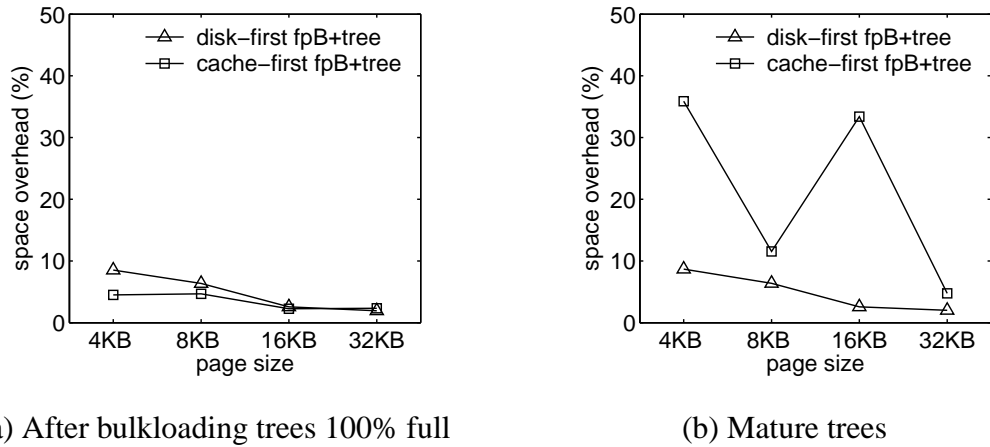 50
40
30
20
10
0
space overhead (%)
disk−first fpB+tree
cache−first fpB+tree
4KB 8KB 16KB 32KB
page size
50
40
30
20
10
0
space overhead (%)
disk−first fpB+tree
cache−first fpB+tree
4KB 8KB 16KB 32KB
page size
a) After bulkloading trees 100% full
(b) Mature trees